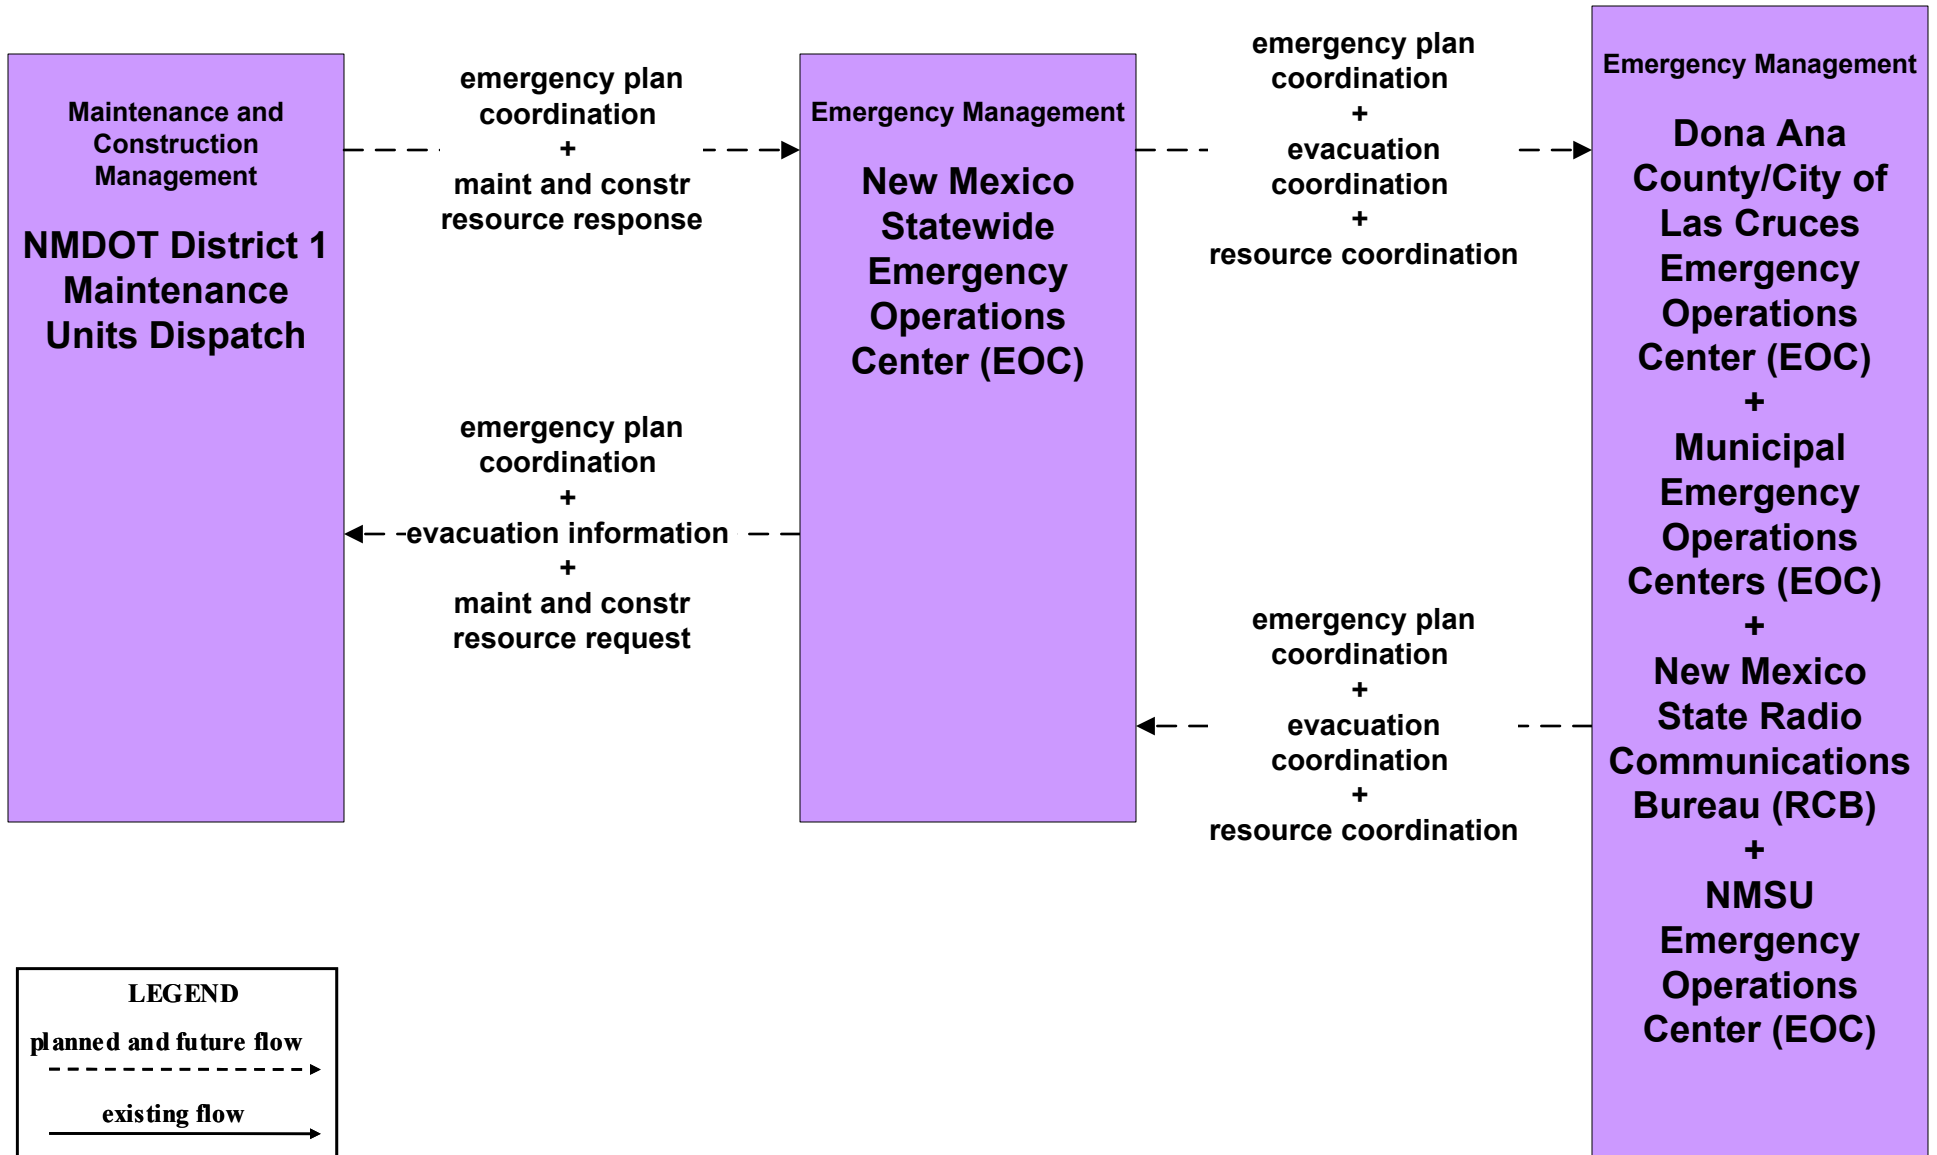 Maintenance and
Construction
Management
NMDOT District 1
Maintenance
Units Dispatch
emergency plan
coordination
+
maint and constr
resource response
emergency plan
coordination
+
evacuation information
+
maint and constr
resource request
Emergency Management
New Mexico
Statewide
Emergency
Operations
Center (EOC)
emergency plan
coordination
+
evacuation
coordination
+
resource coordination
emergency plan
coordination
+
evacuation
coordination
+
resource coordination
Emergency Management
Dona Ana
County/City of
Las Cruces
Emergency
Operations
Center (EOC)
+
Municipal
Emergency
Operations
Centers (EOC)
+
New Mexico
State Radio
Communications
Bureau (RCB)
+
NMSU
Emergency
Operations
Center (EOC)
LEGEND
planned and future flow
existing flow